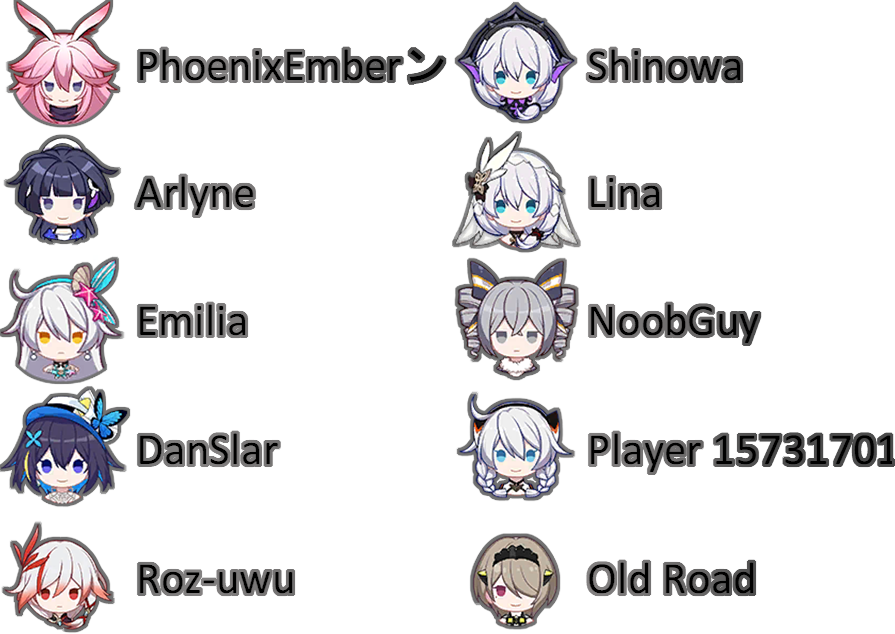 PhoenixEmberン
Shinowa
Arlyne
Lina
Emilia
NoobGuy
DanSlar
Player 15731701
Roz-uwu
Old Road